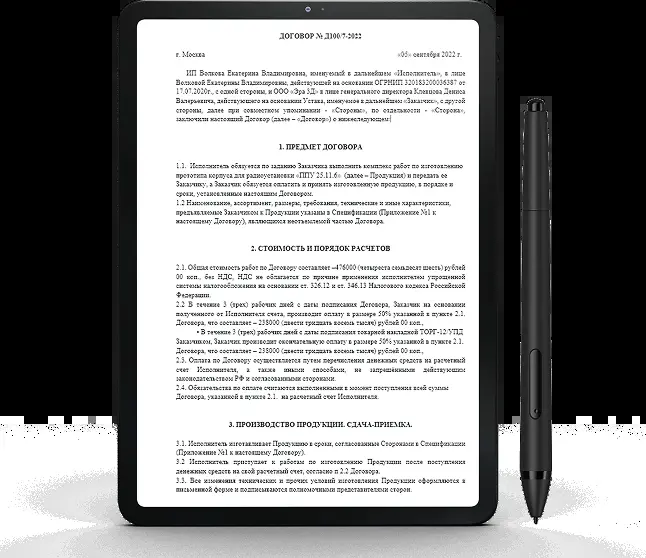 ДОГОВОР № Д100/7-2022
г. Москва «05» сентября 2022 г.
ИП Волкова Екатерина Владимировна, именуемый в дальнейшем «Исполнитель», в лице
Волковой Екатерины Владимировны, действующей на основании ОГРНИП 320183200036387 от
17.07.2020г., с одной стороны, и ООО «Эра 3Д» в лице генерального директора Клевцова Дениса
Валерьевича, действующего на основании Устава, именуемое в дальнейшем «Заказчик», с другой
стороны, далее при совместном упоминании - «Стороны», по отдельности - «Сторона»,
заключили настоящий Договор (далее – «Договор») о нижеследующем:
1. ПРЕДМЕТ ДОГОВОРА
1.1. Исполнитель обязуется по заданию Заказчика выполнить комплекс работ по изготовлению
прототипа корпуса для радиоустановки «ППУ 25.11.6» (далее – Продукция) и передать ее
Заказчику, а Заказчик обязуется оплатить и принять изготовленную продукцию, в порядке и
сроки, установленные настоящим Договором.
1.2 Наименование, ассортимент, размеры, требования, технические и иные характеристики,
предъявляемые Заказчиком к Продукции указаны в Спецификации (Приложение №1 к
настоящему Договору), являющихся неотъемлемой частью Договора.
2. СТОИМОСТЬ И ПОРЯДОК РАСЧЕТОВ
2.1. Общая стоимость работ по Договору составляет –476000 (четыреста семьдесят шесть) рублей
00 коп., без НДС, НДС не облагается по причине применения исполнителем упрощенной
системы налогообложения на основании ст. 326.12 и ст. 346.13 Налогового кодекса Российской
Федерации.
2.2 В течение 3 (трех) рабочих дней с даты подписания Договора, Заказчик на основании
полученного от Исполнителя счета, производит оплату в размере 50% указанной в пункте 2.1.
Договора, что составляет – 238000 (двести тридцать восемь тысяч) рублей 00 коп.,
• В течение 3 (трех) рабочих дней с даты подписания товарной накладной ТОРГ-12/УПД
Заказчиком, Заказчик производит окончательную оплату в размере 50% указанной в пункте 2.1.
Договора, что составляет – 238000 (двести тридцать восемь тысяч) рублей 00 коп.,
2.3. Оплата по Договору осуществляется путем перечисления денежных средств на расчетный
счет Исполнителя, а также иными способами, не запрещёнными действующим
законодательством РФ и согласованными сторонами.
2.4. Обязательства по оплате считаются выполненными в момент поступления всей суммы
Договора, указанной в пункте 2.1. на расчетный счет Исполнителя.
3. ПРОИЗВОДСТВО ПРОДУКЦИИ. СДАЧА-ПРИЕМКА.
3.1. Исполнитель изготавливает Продукцию в сроки, согласованные Сторонами в Спецификации
(Приложение №1 к настоящему Договору).
3.2 Исполнитель приступает к работам по изготовлению Продукции после поступления
денежных средств на свой расчетный счет, согласно п 2.2 Договора.
3.3. Все изменения технических и прочих условий изготовления Продукции оформляются в
письменной форме и подписываются полномочными представителями сторон.